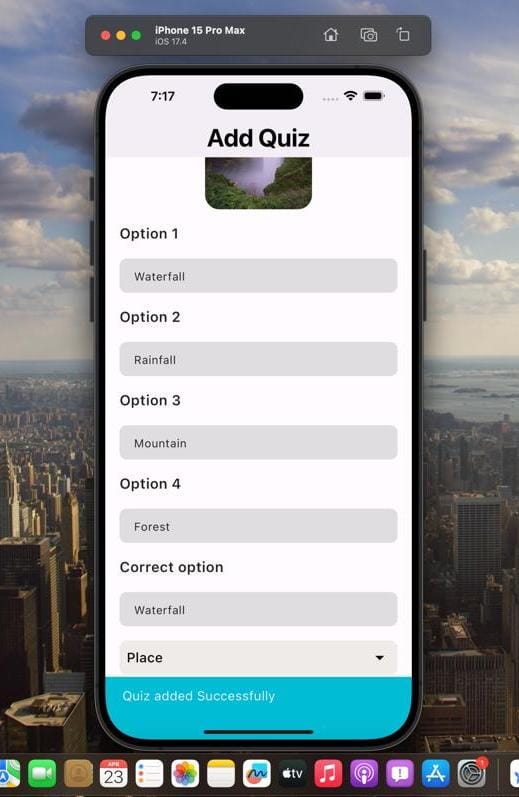 iPhone 15 Pro Max
iOS 17.4
7:17
Add Quiz
Option 1
Waterfall
Option 2
Rainfall
Option 3
Mountain
Option 4
Forest
Correct option
Waterfall
Place
Quiz added Successfully
APR
23
tv
1